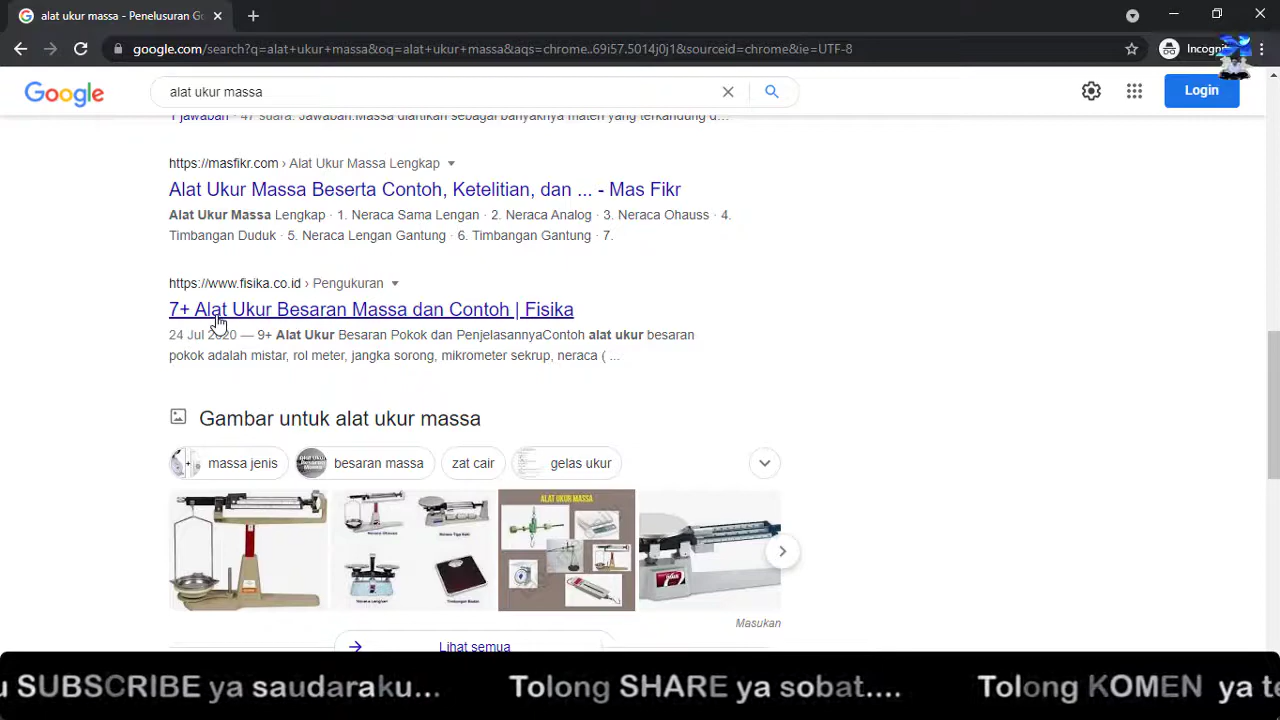 alat ukur massa - Penelusuran Go
google.com/search?q=alat+ukur+massa&oq=alat+ukur+massa&aqs=chrome..69i57.5014j0j1&sourceid=chrome&ie=UTF-8
Incognito
Google
alat ukur massa
Login
1 jawaban · 47 suara: Jawaban:Massa diartikan sebagai banyaknya materi yang terkandung d...
https://masfikr.com › Alat Ukur Massa Lengkap
Alat Ukur Massa Beserta Contoh, Ketelitian, dan ... - Mas Fikr
Alat Ukur Massa Lengkap · 1. Neraca Sama Lengan · 2. Neraca Analog · 3. Neraca Ohauss · 4.
Timbangan Duduk · 5. Neraca Lengan Gantung · 6. Timbangan Gantung · 7.
https://www.fisika.co.id › Pengukuran
7+ Alat Ukur Besaran Massa dan Contoh | Fisika
24 Jul 2020 — 9+ Alat Ukur Besaran Pokok dan PenjelasannyaContoh alat ukur besaran
pokok adalah mistar, rol meter, jangka sorong, mikrometer sekrup, neraca ( ...
Gambar untuk alat ukur massa
massa jenis
besaran massa
zat cair
gelas ukur
ALAT UKUR MASSA
Masukan
Lihat semua
u SUBSCRIBE ya saudaraku... Tolong SHARE ya sobat.... Tolong KOMEN ya te